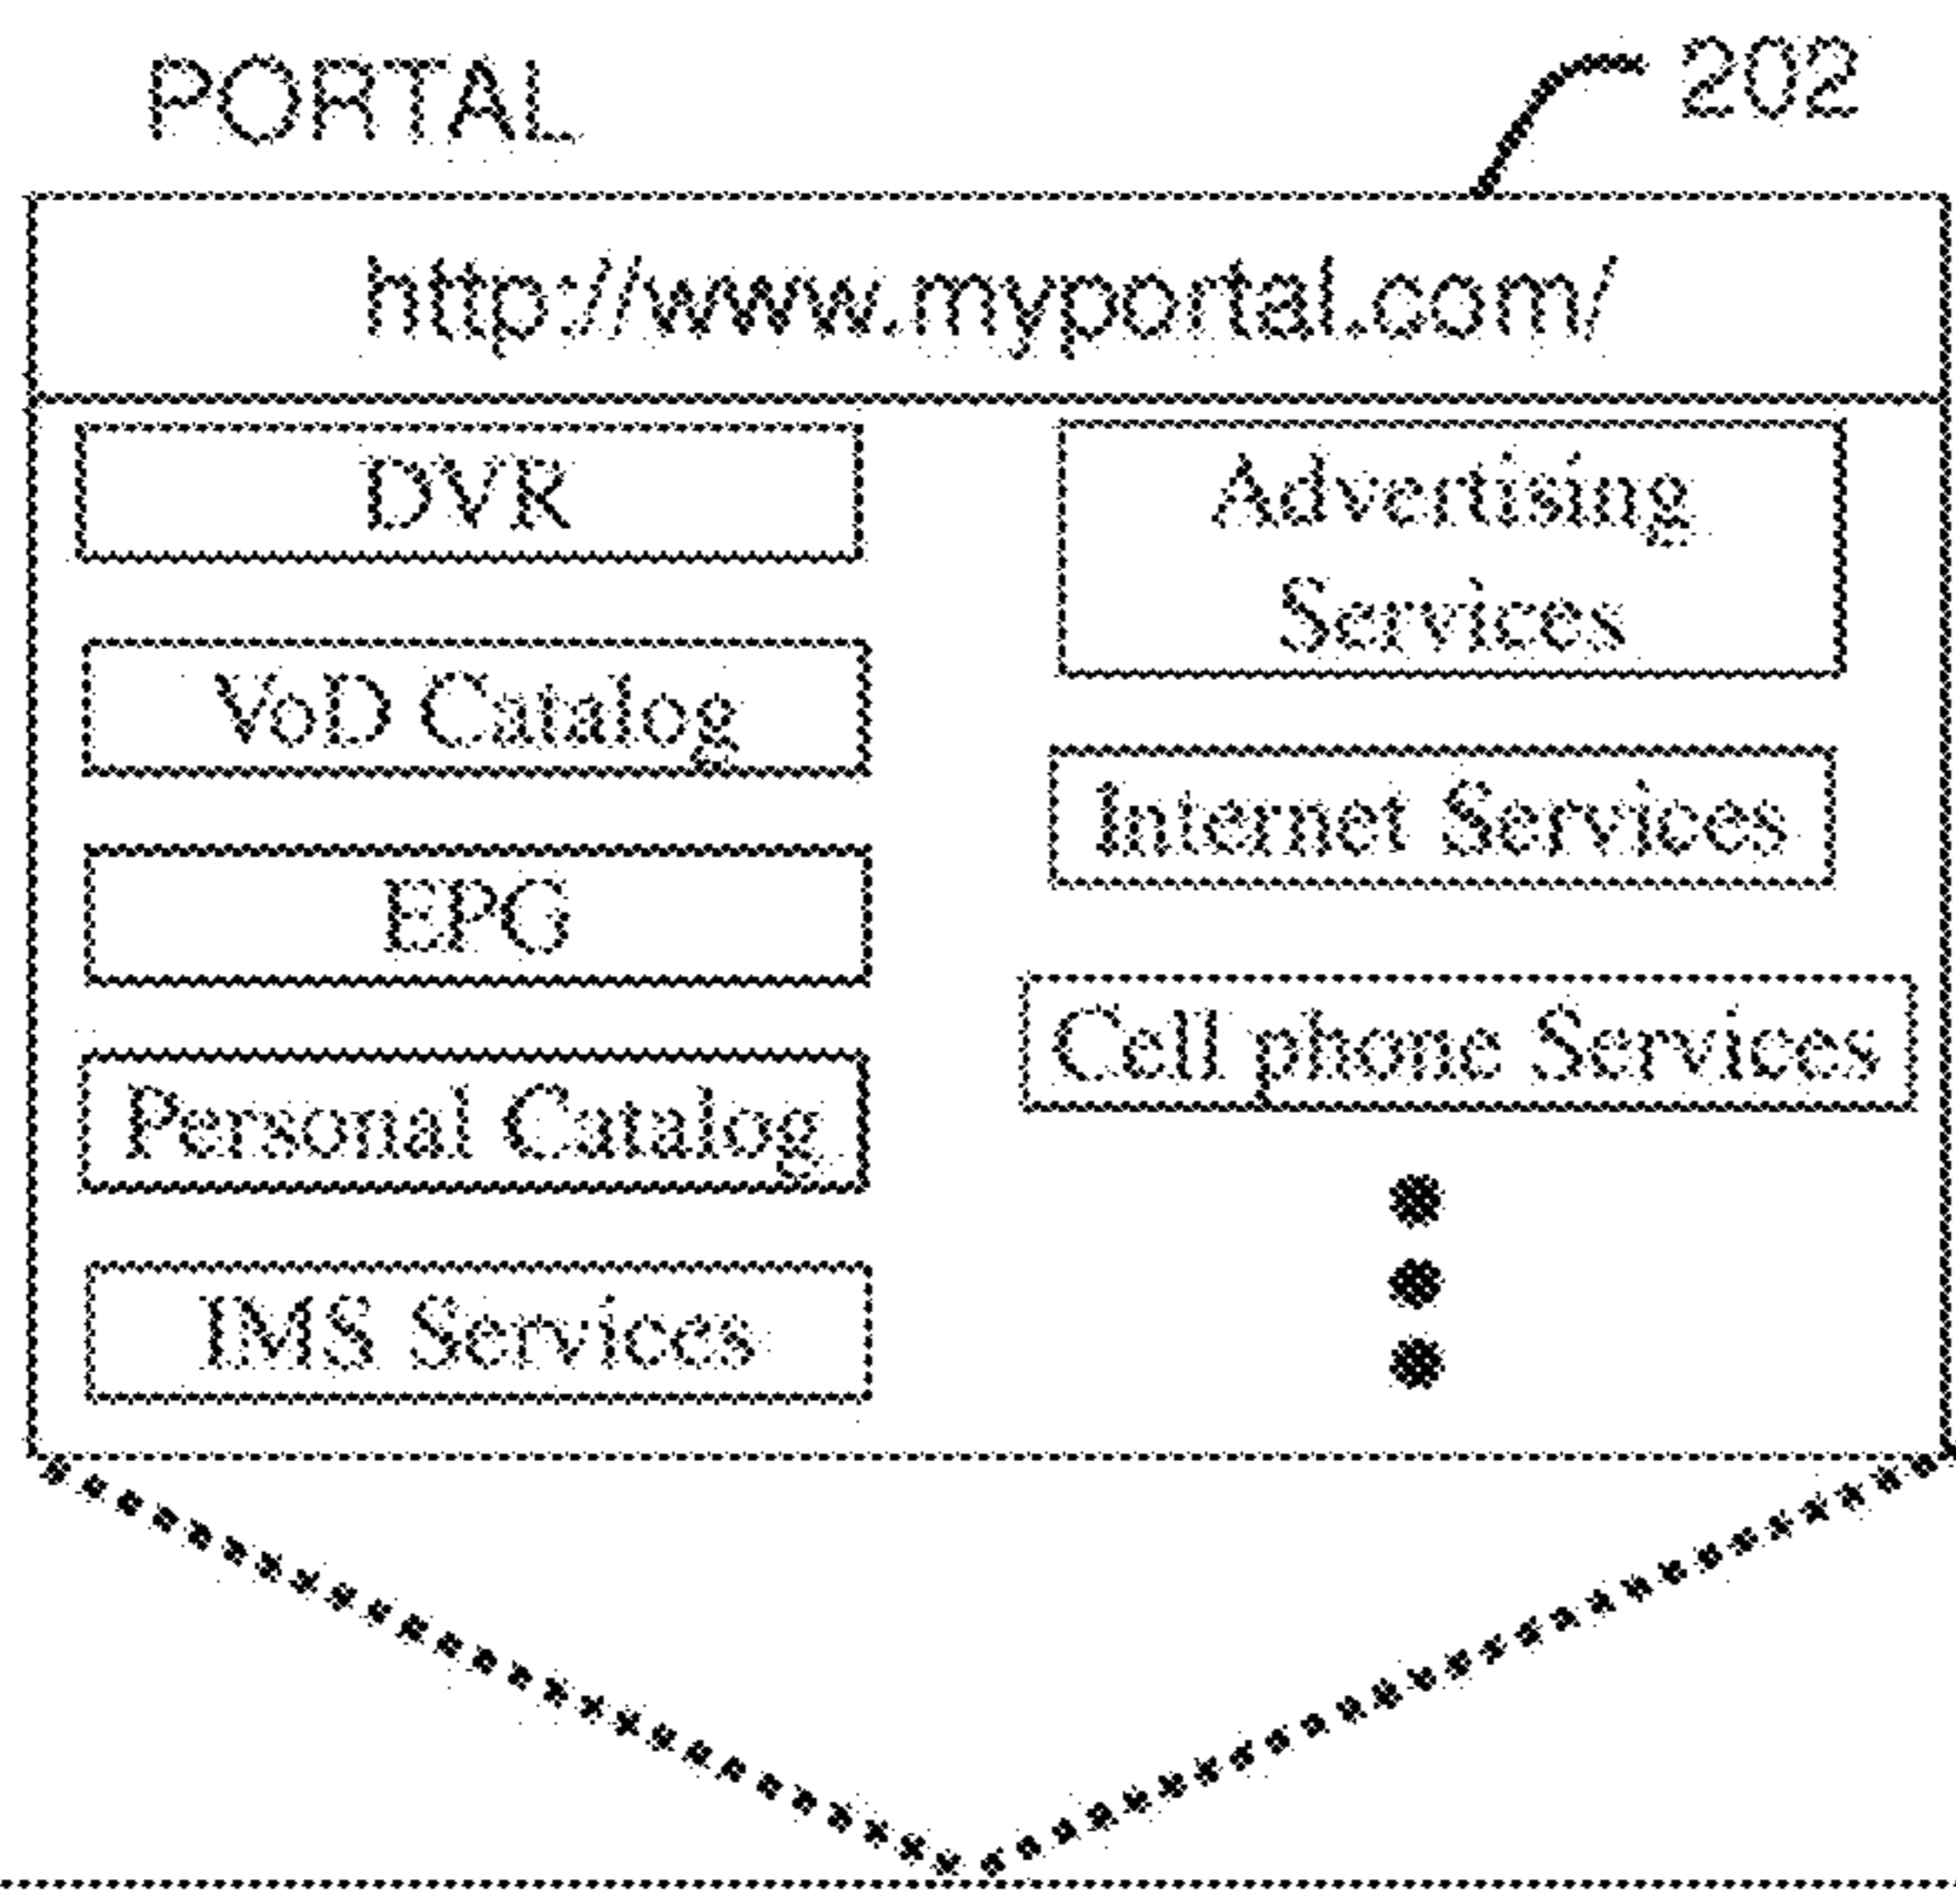 PORTAL
202
http://www.myportal.com/
DVR
VoD Catalog
EPG
Personal Catalog
IMS Services
Advertising
Services
Internet Services
Cell phone Services